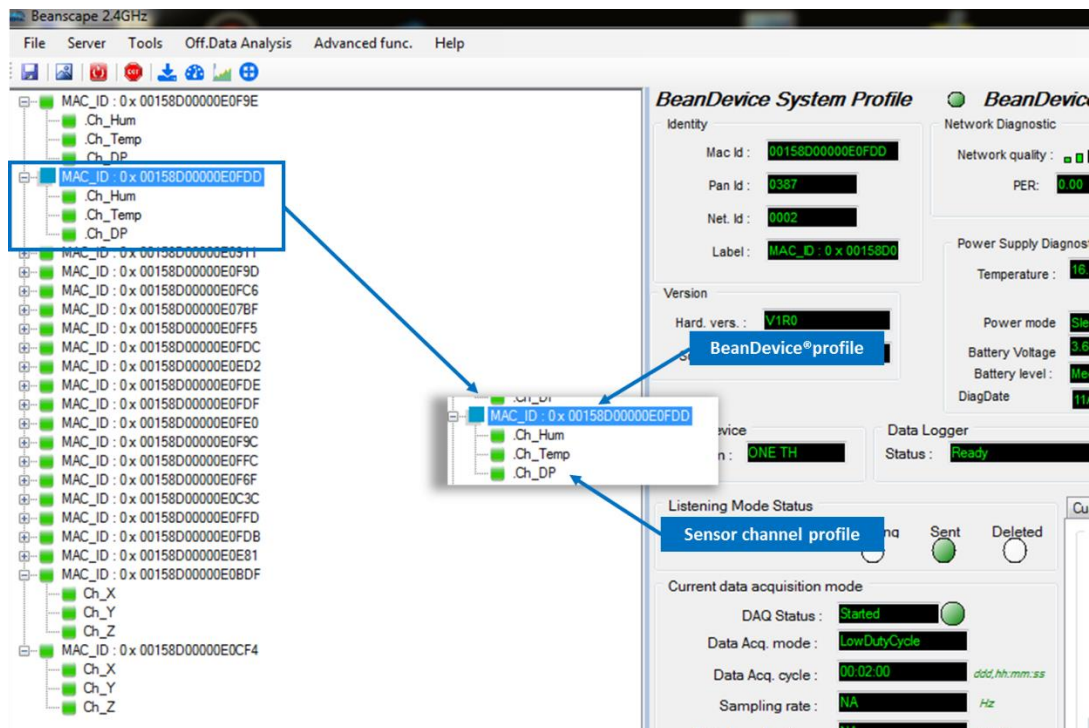 Beanscape 2.4GHz
File Server Tools Off.Data Analysis Advanced func. Help
MAC_ID : 0 x 00158D00000E0F9E
.Ch_Hum
.Ch_Temp
.Ch_DP
MAC_ID : 0 x 00158D00000E0FDD
.Ch_Hum
.Ch_Temp
.Ch_DP
MAC_ID : 0 x 00158D00000E0911
MAC_ID : 0 x 00158D00000E0F9D
MAC_ID : 0 x 00158D00000E0FC6
MAC_ID : 0 x 00158D00000E07BF
MAC_ID : 0 x 00158D00000E0FF5
MAC_ID : 0 x 00158D00000E0FDC
MAC_ID : 0 x 00158D00000E0ED2
MAC_ID : 0 x 00158D00000E0FDE
MAC_ID : 0 x 00158D00000E0FDF
MAC_ID : 0 x 00158D00000E0FE0
MAC_ID : 0 x 00158D00000E0F9C
MAC_ID : 0 x 00158D00000E0FFC
MAC_ID : 0 x 00158D00000E0F6F
MAC_ID : 0 x 00158D00000E0C3C
MAC_ID : 0 x 00158D00000E0FFD
MAC_ID : 0 x 00158D00000E0FDB
MAC_ID : 0 x 00158D00000E0E81
MAC_ID : 0 x 00158D00000E0BDF
Ch_X
Ch_Y
Ch_Z
MAC_ID : 0 x 00158D00000E0CF4
Ch_X
Ch_Y
Ch_Z
MAC_ID : 0 x 00158D00000E0FDD
.Ch_Hum
.Ch_Temp
.Ch_DP
BeanDevice®profile
Sensor channel profile
BeanDevice System Profile
Identity
Mac Id : 00158D00000E0FDD
Pan Id : 0387
Net. Id : 0002
Label : MAC_ID : 0 x 00158D0
Version
Hard. vers. : V1R0
ONE TH
Data Logger
Status : Ready
Listening Mode Status
Sent Deleted
Current data acquisition mode
DAQ Status : Started
Data Acq. mode : LowDutyCycle
Data Acq. cycle : 00:02:00 ddd,hh:mm:ss
Sampling rate : NA Hz
Network Diagnostic
Network quality :
PER: 0.00
Temperature : 16.
Power mode
Battery Voltage 3.6
Battery level :
DiagDate 11/